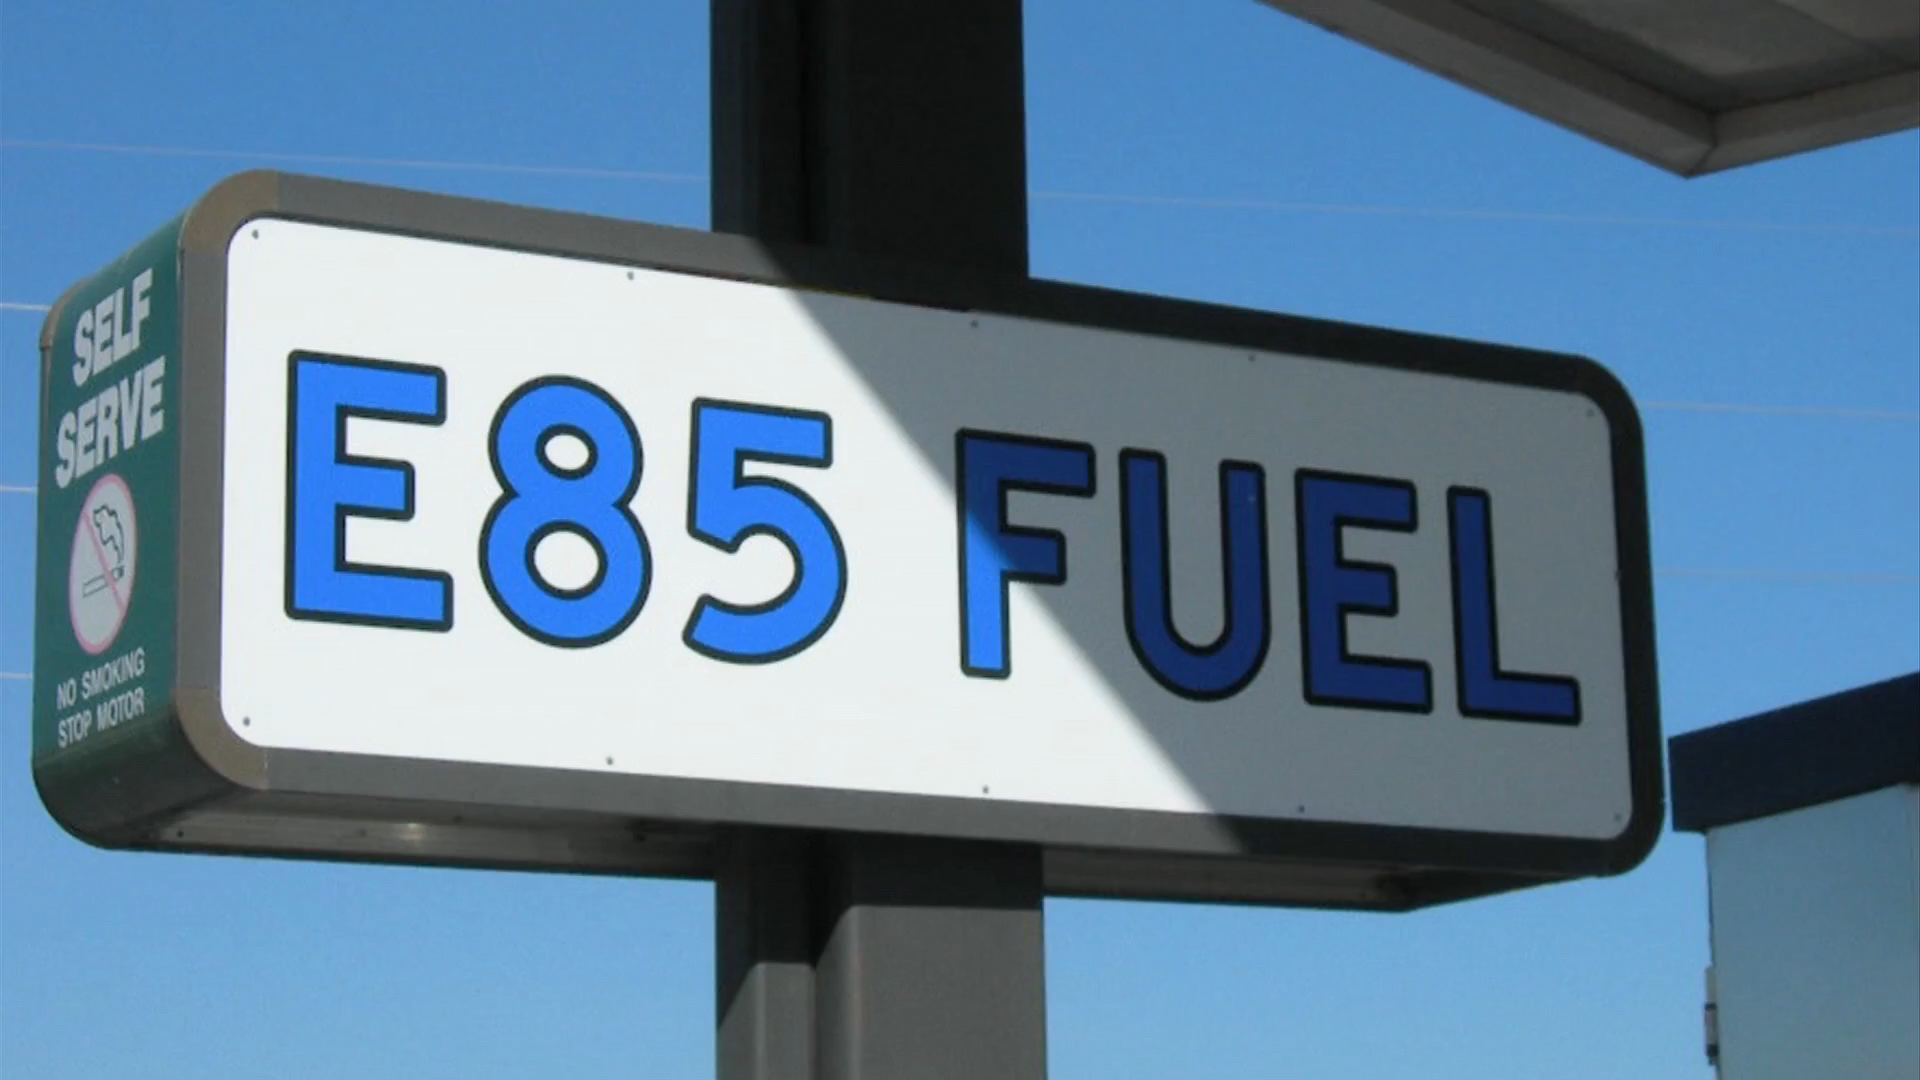 SELF
SERVE
NO SMOKING
STOP MOTOR
E85 FUEL